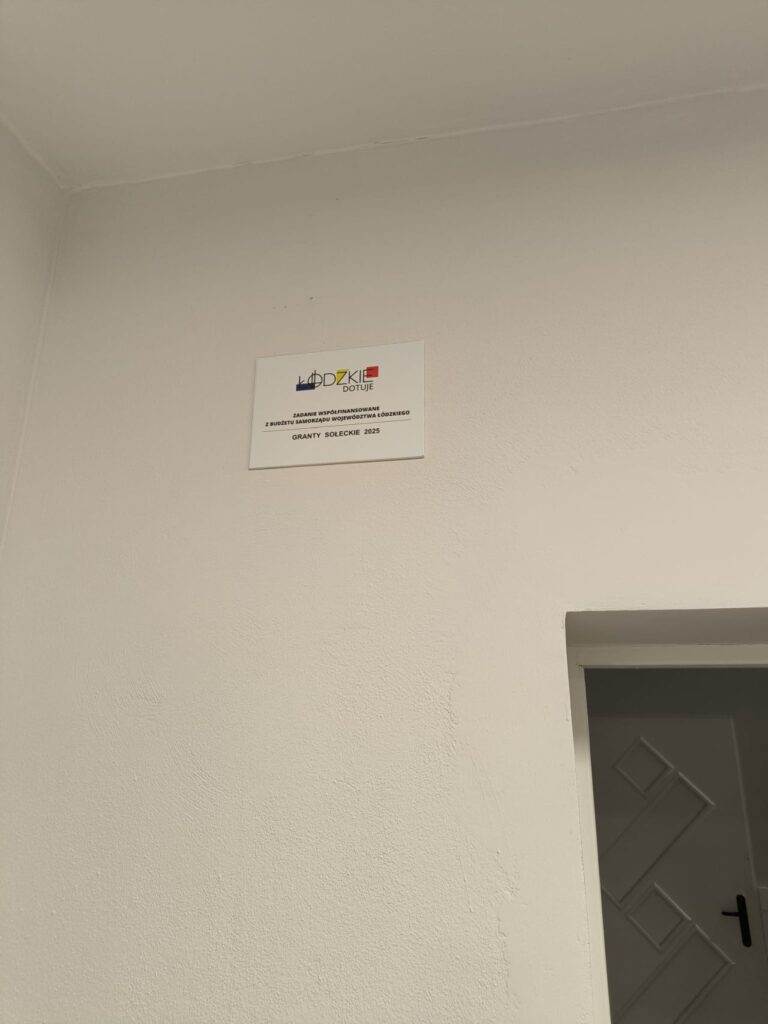 ŁÓDZKIE
DOTUJE
ZADANIE WSPÓŁFINANSOWANE
Z BUDŻETU SAMORZĄDU WOJEWÓDZTWA ŁÓDZKIEGO
GRANTY SOŁECKIE 2025